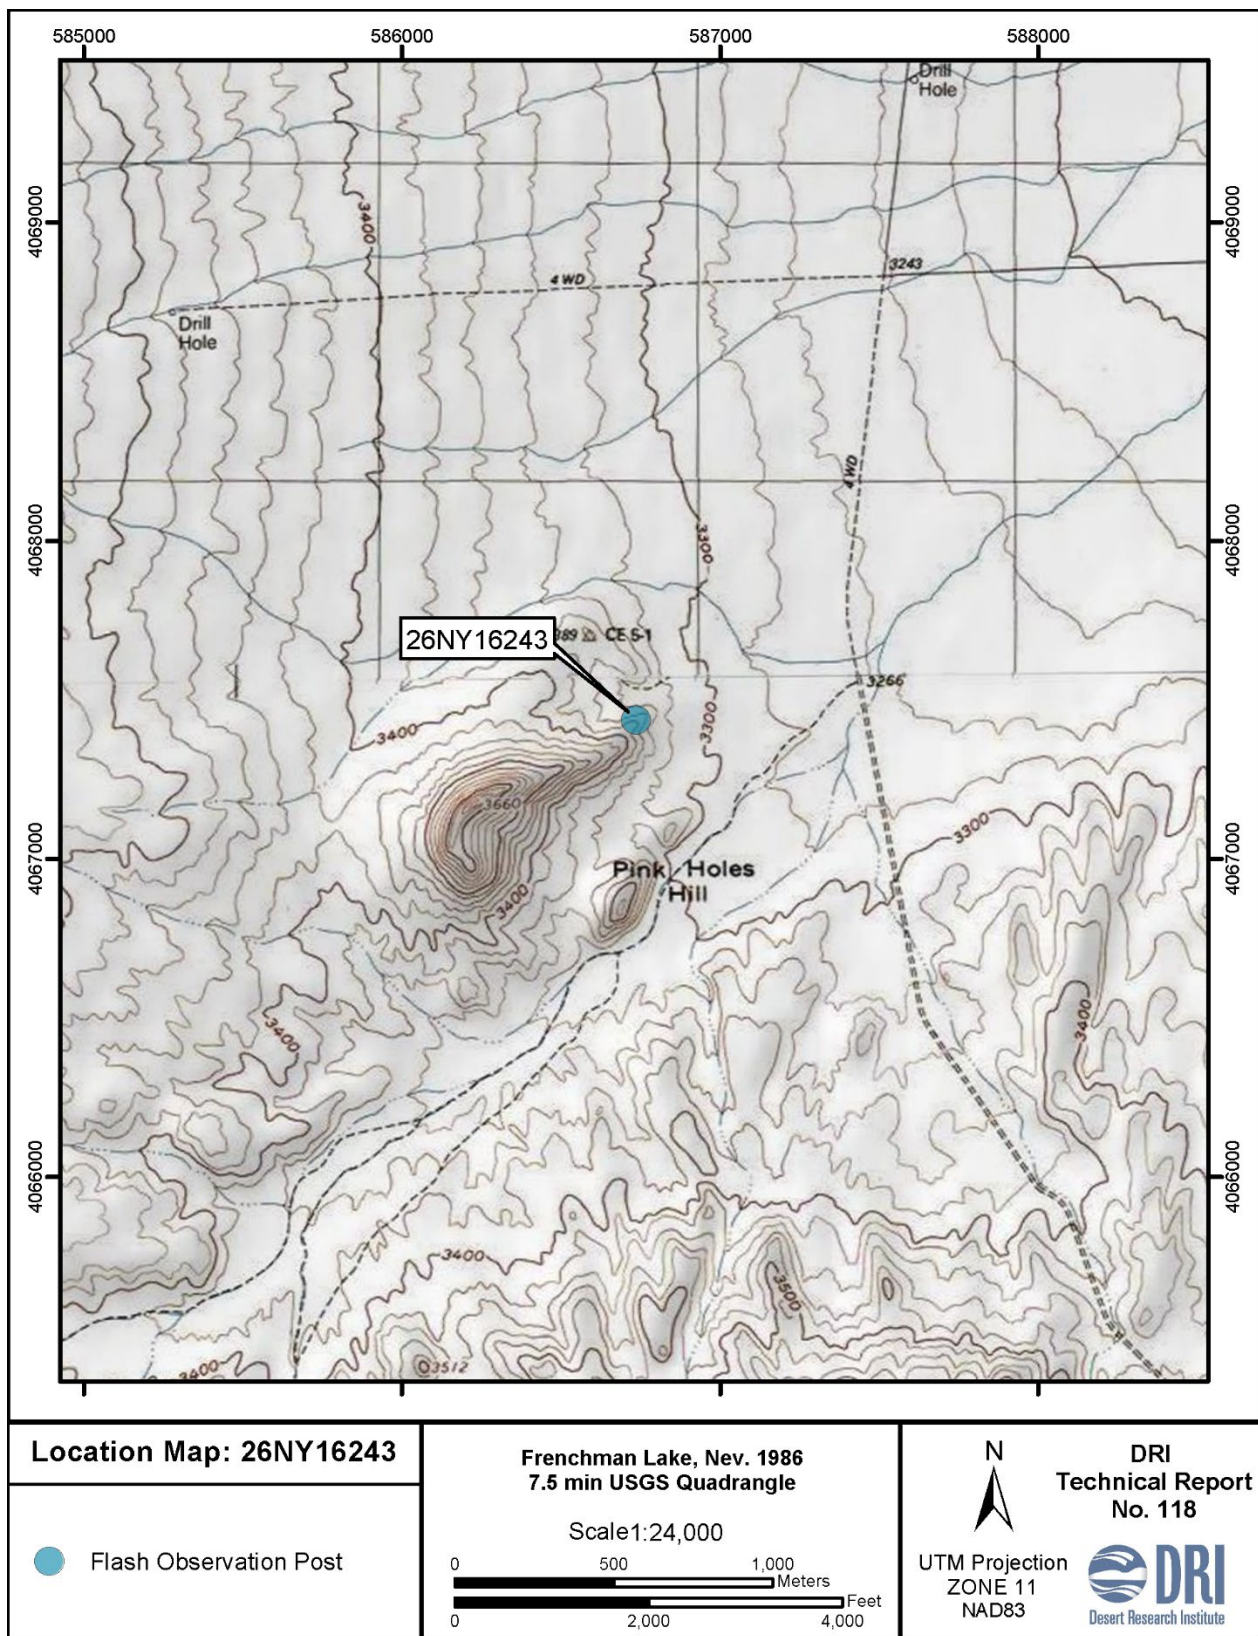 585000
586000
587000
588000
Drill
Hole
4069000
4069000
3400
4 WD
3243
Drill
Hole
4 WD
4068000
3300
4068000
26NY16243
389
CE S-1
3266
3400
3300
3660
3300
4067000
Pink Holes
Hill
4067000
3400
3400
3400
4066000
4066000
3400
3500
3400
3512
Location Map: 26NY16243
Flash Observation Post
Frenchman Lake, Nev. 1986
7.5 min USGS Quadrangle
Scale1:24,000
0 500 1,000
Meters
Feet
0 2,000 4,000
N
UTM Projection
ZONE 11
NAD83
DRI
Technical Report
No. 118
DRI
Desert Research Institute